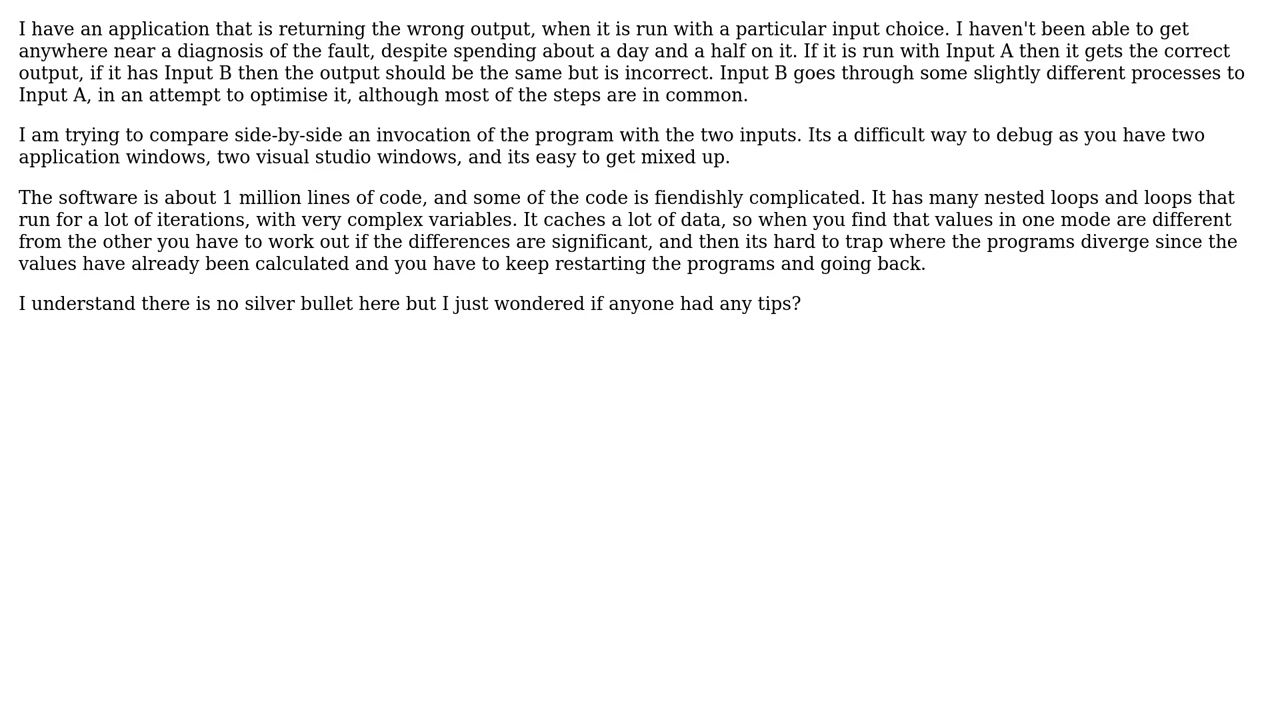 I have an application that is returning the wrong output, when it is run with a particular input choice. I haven't been able to get
anywhere near a diagnosis of the fault, despite spending about a day and a half on it. If it is run with Input A then it gets the correct
output, if it has Input B then the output should be the same but is incorrect. Input B goes through some slightly different processes to
Input A, in an attempt to optimise it, although most of the steps are in common.
I am trying to compare side-by-side an invocation of the program with the two inputs. Its a difficult way to debug as you have two
application windows, two visual studio windows, and its easy to get mixed up.
The software is about 1 million lines of code, and some of the code is fiendishly complicated. It has many nested loops and loops that
run for a lot of iterations, with very complex variables. It caches a lot of data, so when you find that values in one mode are different
from the other you have to work out if the differences are significant, and then its hard to trap where the programs diverge since the
values have already been calculated and you have to keep restarting the programs and going back.
I understand there is no silver bullet here but I just wondered if anyone had any tips?